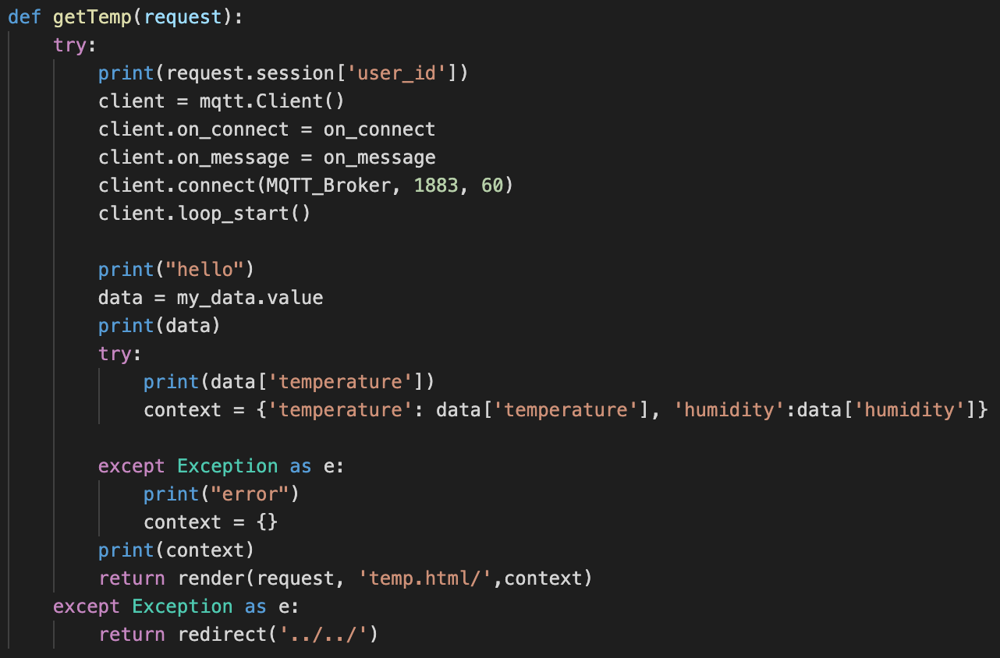 def getTemp(request):
    try:
        print(request.session['user_id'])
        client = mqtt.Client()
        client.on_connect = on_connect
        client.on_message = on_message
        client.connect(MQTT_Broker, 1883, 60)
        client.loop_start()

        print("hello")
        data = my_data.value
        print(data)
        try:
            print(data['temperature'])
            context = {'temperature': data['temperature'], 'humidity':data['humidity']}

        except Exception as e:
            print("error")
            context = {}
        print(context)
        return render(request, 'temp.html/',context)
    except Exception as e:
        return redirect('../../')